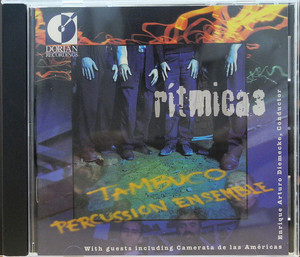 DORIAN
RECORDINGS
rítmicas
TAMBUCO
PERCUSSION ENSEMBLE
With guests including Camerata de las Américas
Enrique Arturo Diemecke, Conductor